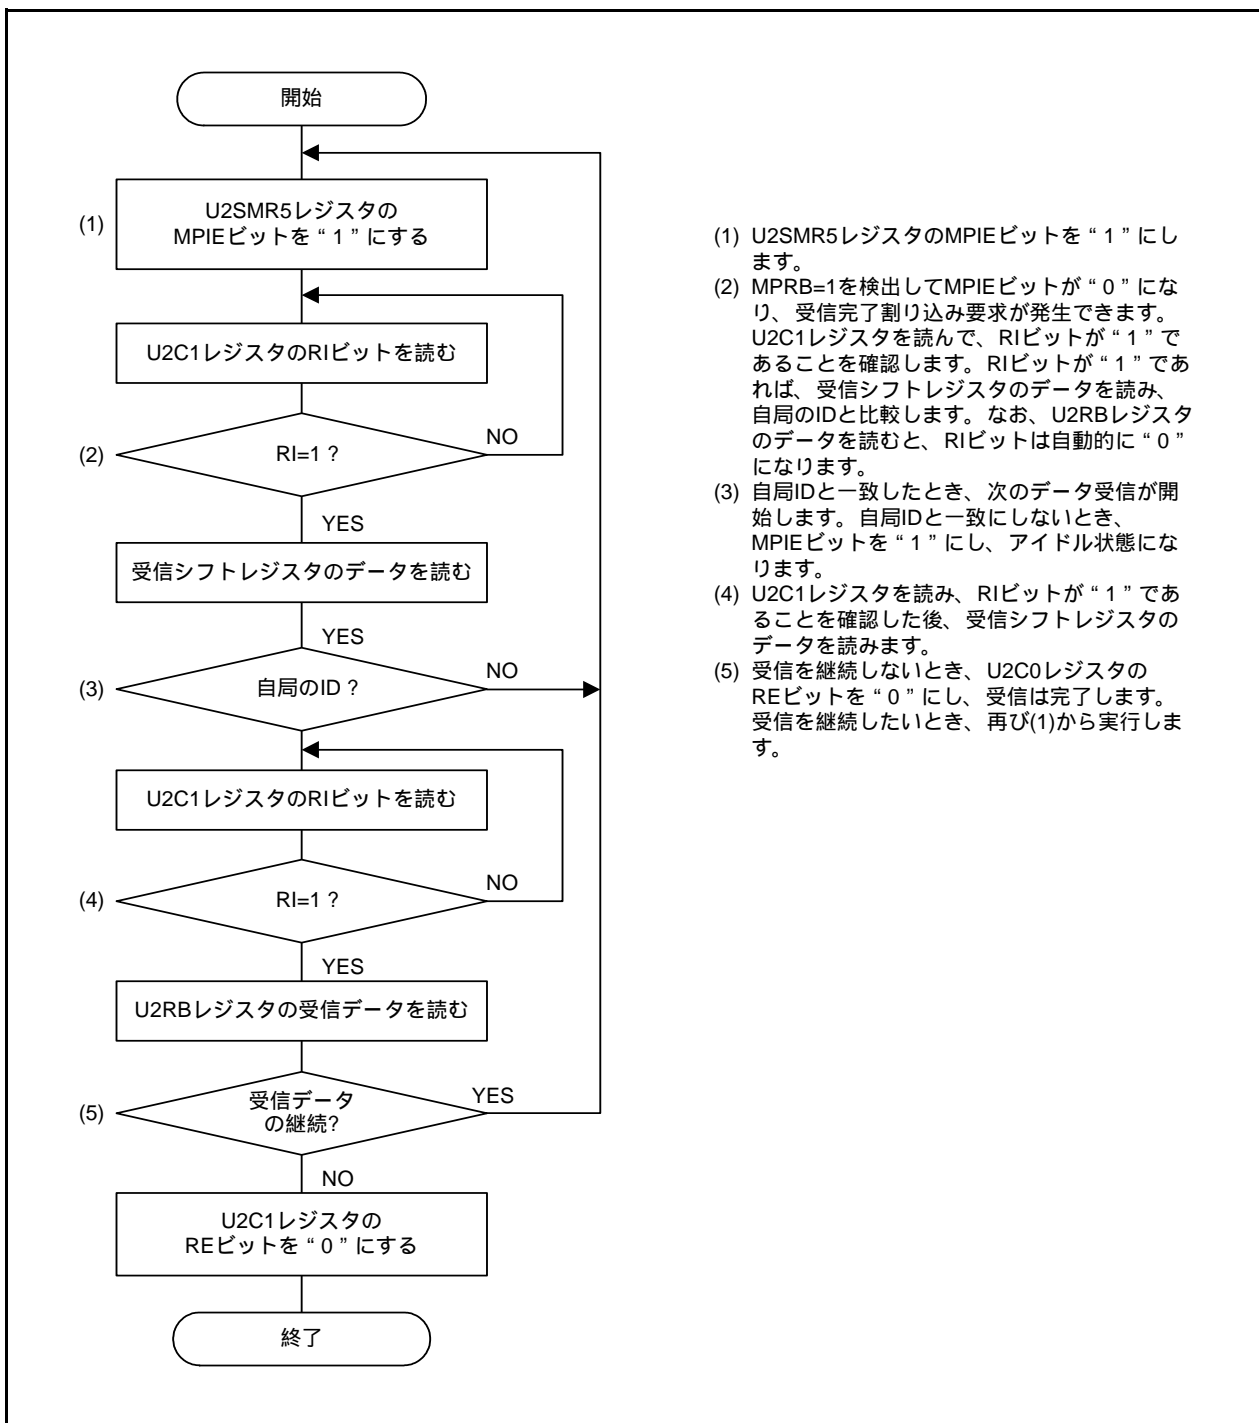 開始
(1)
U2SMR5レジスタの
MPIEビットを“1”にする
U2C1レジスタのRIビットを読む
(2)
RI=1 ?
NO
YES
受信シフトレジスタのデータを読む
YES
(3)
自局のID ?
NO
U2C1レジスタのRIビットを読む
(4)
RI=1 ?
NO
YES
U2RBレジスタの受信データを読む
(5)
受信データ
の継続?
YES
NO
U2C1レジスタの
REビットを“0”にする
終了
(1) U2SMR5レジスタのMPIEビットを“1”にし
ます。
(2) MPRB=1を検出してMPIEビットが“0”にな
り、受信完了割り込み要求が発生できます。
U2C1レジスタを読んで、RIビットが“1”で
あることを確認します。RIビットが“1”であ
れば、受信シフトレジスタのデータを読み、
自局のIDと比較します。なお、U2RBレジスタ
のデータを読むと、RIビットは自動的に“0”
になります。
(3) 自局IDと一致したとき、次のデータ受信が開
始します。自局IDと一致にしないとき、
MPIEビットを“1”にし、アイドル状態にな
ります。
(4) U2C1レジスタを読み、RIビットが“1”であ
ることを確認した後、受信シフトレジスタの
データを読みます。
(5) 受信を継続しないとき、U2C0レジスタの
REビットを“0”にし、受信は完了します。
受信を継続したいとき、再び(1)から実行しま
す。